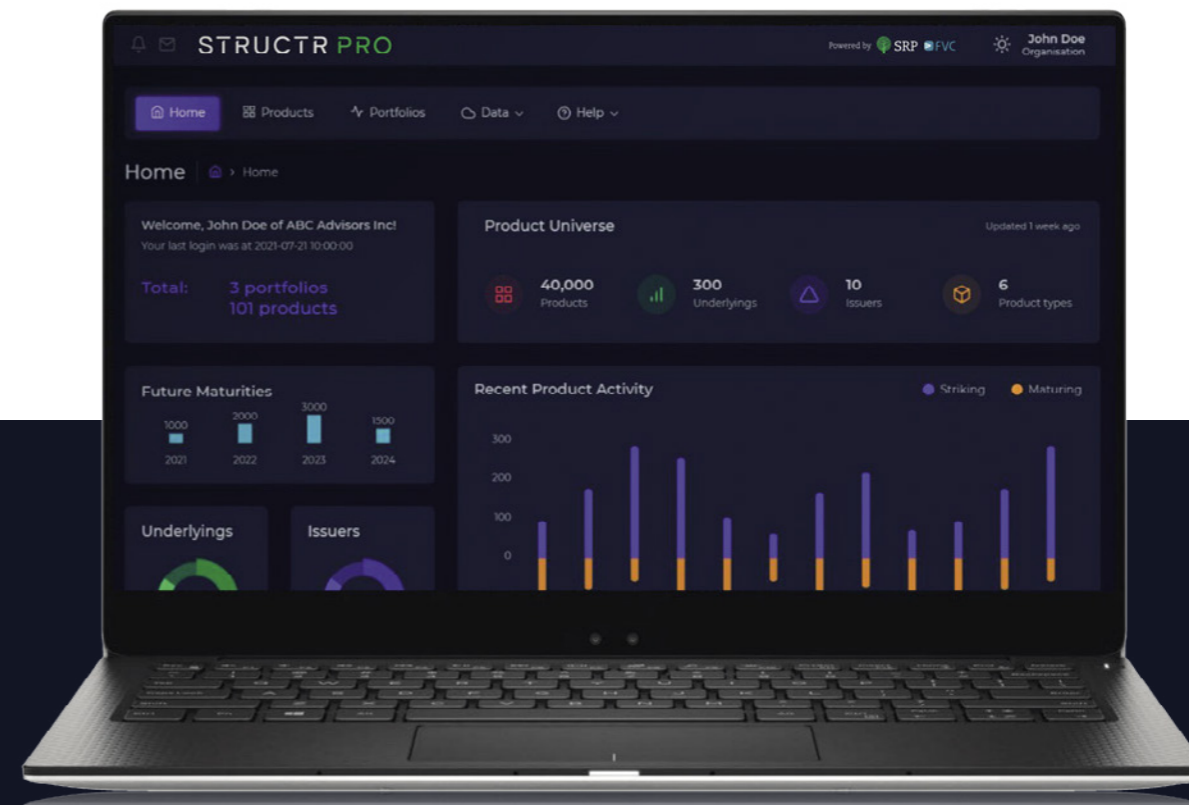 STRUCTR PRO
Powered by SRP FVC
John Doe
Organisation
Home
Products
Portfolios
Data
Help
Home
Home
Welcome, John Doe of ABC Advisors Inc!
Your last login was at 2021-07-21 10:00:00
Total:
3 portfolios
101 products
Product Universe
Updated 1 week ago
40,000
Products
300
Underlyings
10
Issuers
6
Product types
Future Maturities
1000
2000
3000
1500
2021
2022
2023
2024
Recent Product Activity
Striking
Maturing
300
200
100
0
Underlyings
Issuers